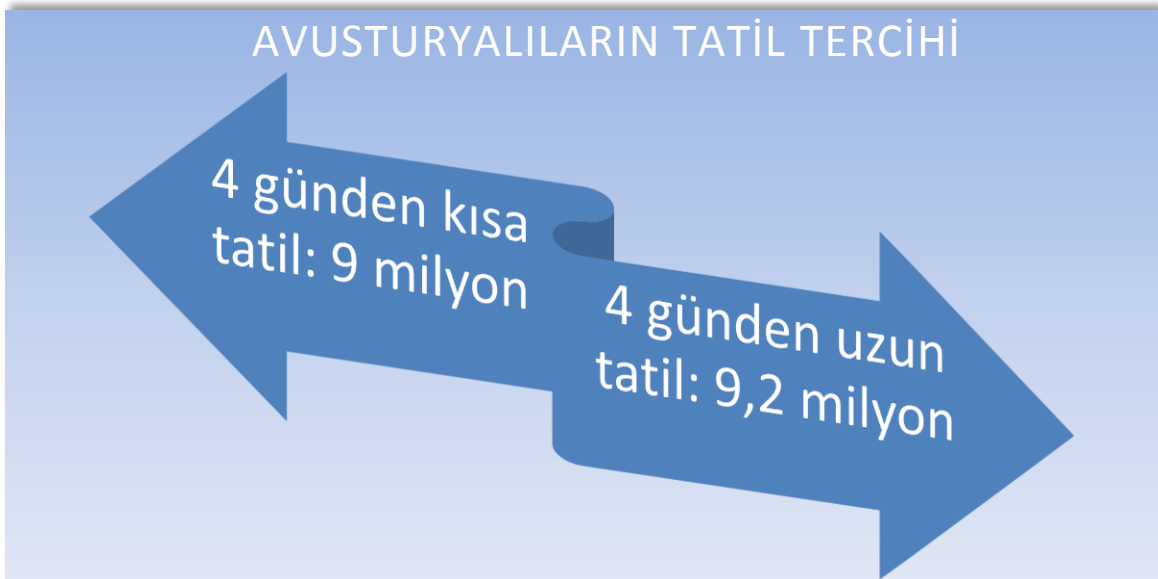 AVUSTURYALILARIN TATİL TERCİHİ
4 günden kısa
tatil: 9 milyon
4 günden uzun
tatil: 9,2 milyon